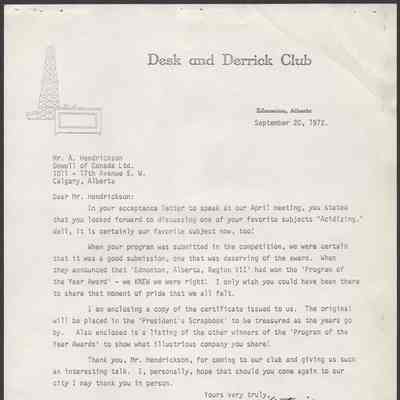 Desk and Derrick Club
Edmonton, Alberta
September 20, 1972.
Mr. A. Hendrickson
Dowell of Canada Ltd.
1011 - 17th Avenue S. W.
Calgary, Alberta
Dear Mr. Hendrickson:
In your acceptance letter to speak at our April meeting, you stated
that you looked forward to discussing one of your favorite subjects "Acidizing."
Well, it is certainly our favorite subject now, too!
When your program was submitted in the competition, we were certain
that it was a good submission, one that was deserving of the award. When
they announced that 'Edmonton, Alberta, Region VII' had won the 'Program of
the Year Award' - we KNEW we were right! I only wish you could have been there
to share that moment of pride that we all felt.
I am enclosing a copy of the certificate issued to us. The original
will be placed in the 'President's Scrapbook' to be treasured as the years go
by. Also enclosed is a listing of the other winners of the 'Program of the
Year Awards' to show what illustrious company you share!
Thank you, Mr. Hendrickson, for coming to our club and giving us such
an interesting talk. I, personally, hope that should you come again to our
city I may thank you in person.
Yours very truly,